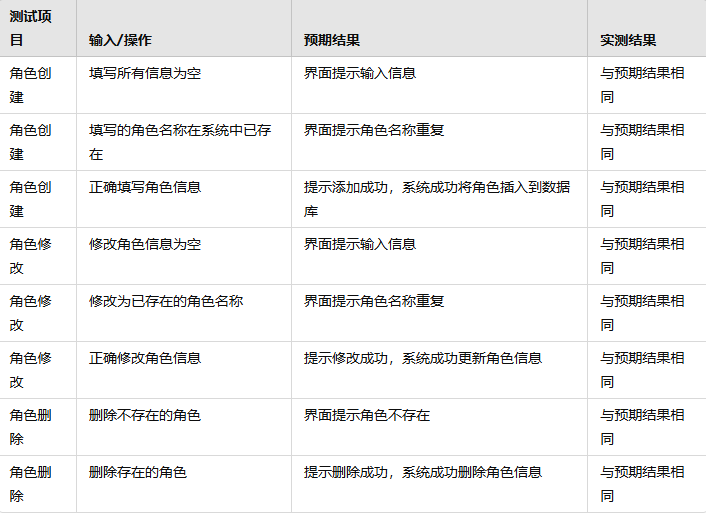 测试项
目 输入/操作 预期结果 实测结果
角色创 填写所有信息为空 界面提示输入信息 与预期结果相
建 同
角色创 填写的角色名称在系统中已存 界面提示角色名称重复 与预期结果相
建 在 同
角色创 正确填写角色信息 提示添加成功，系统成功将角色插入到数据 与预期结果相
建 库 同
角色修 修改角色信息为空 界面提示输入信息 与预期结果相
改 同
角色修 修改为已存在的角色名称 界面提示角色名称重复 与预期结果相
改 同
角色修 正确修改角色信息 提示修改成功，系统成功更新角色信息 与预期结果相
改 同
角色删 删除不存在的角色 界面提示角色不存在 与预期结果相
除 同
角色删 删除存在的角色 提示删除成功，系统成功删除角色信息 与预期结果相
除 同